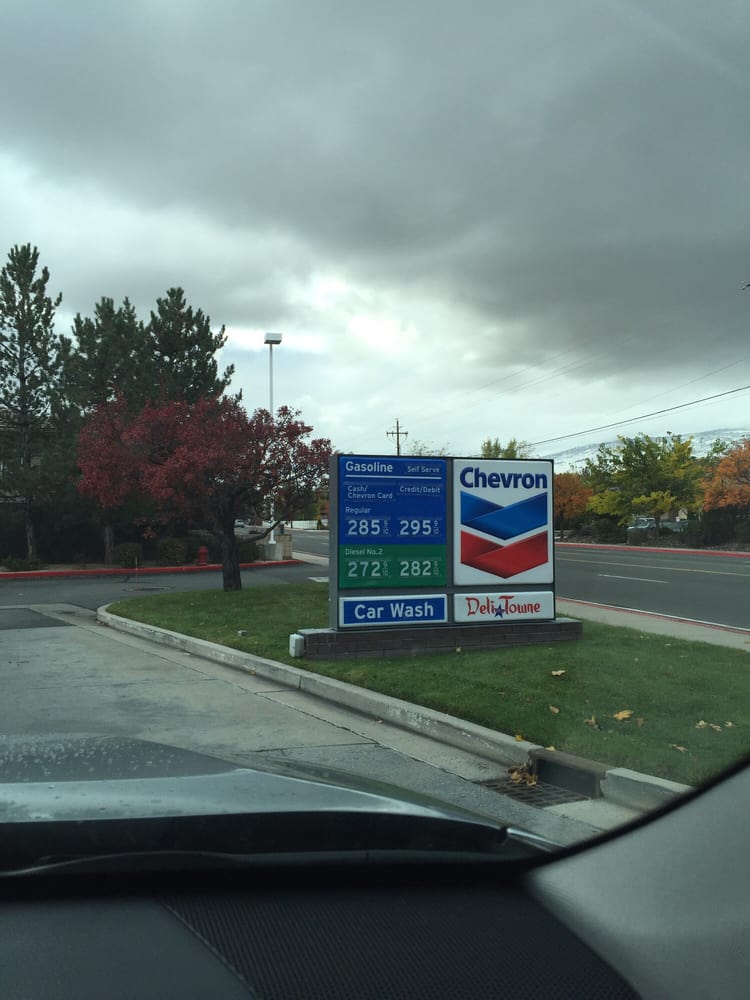 Gasoline Self Serve
Cash/ Credit/Debit
Chevron Card
Regular
285 9/10 295 9/10
Diesel No.2
272 9/10 282 9/10
Car Wash
Chevron
Deli Towne